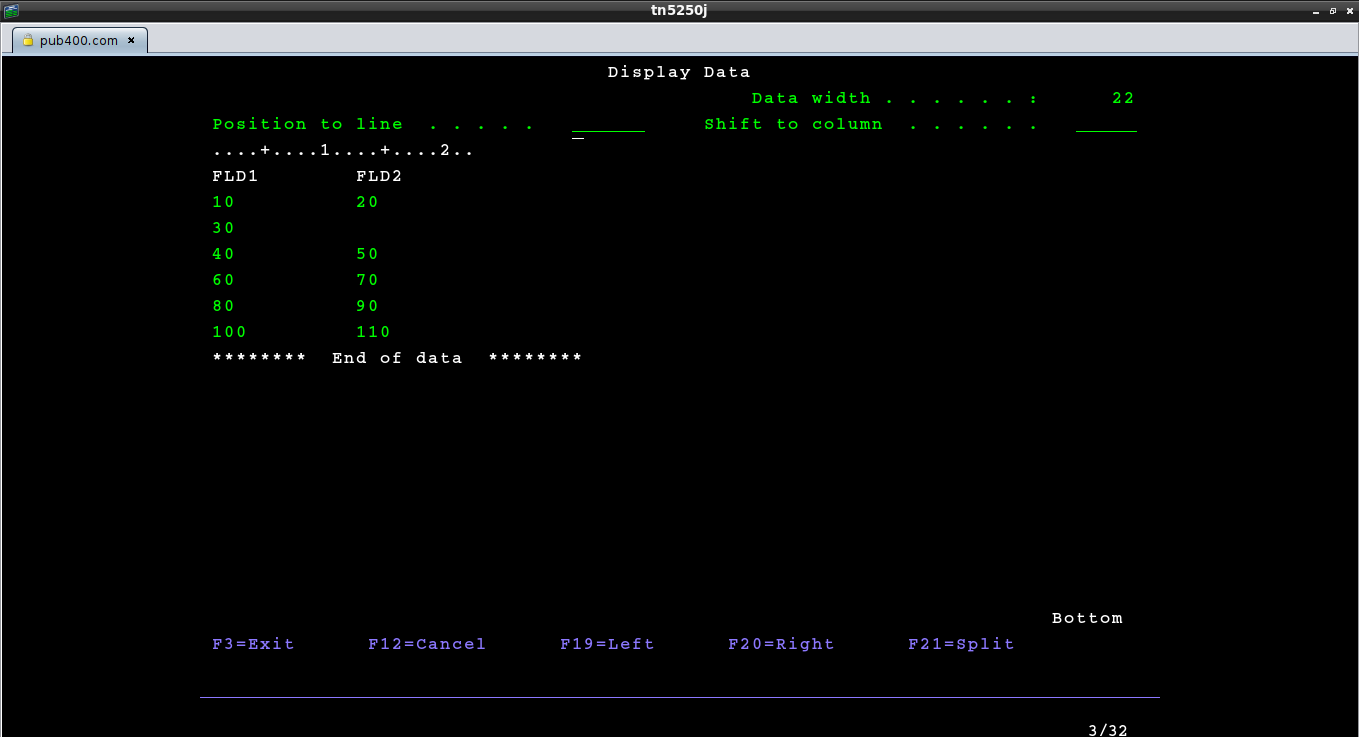 tn5250j
pub400.com
Display Data
Data width . . . . . . :      22
Position to line  . . . . .   Shift to column  . . . . . .
....+....1....+....2..
FLD1        FLD2
10          20
30
40          50
60          70
80          90
100         110
********  End of data  ********
Bottom
F3=Exit      F12=Cancel      F19=Left      F20=Right      F21=Split
3/32